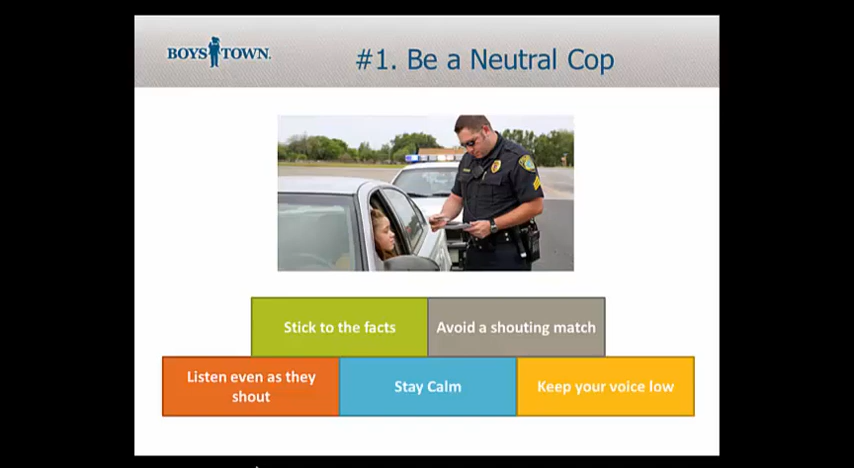 BOYS TOWN.
#1. Be a Neutral Cop
Stick to the facts
Avoid a shouting match
Listen even as they
shout
Stay Calm
Keep your voice low